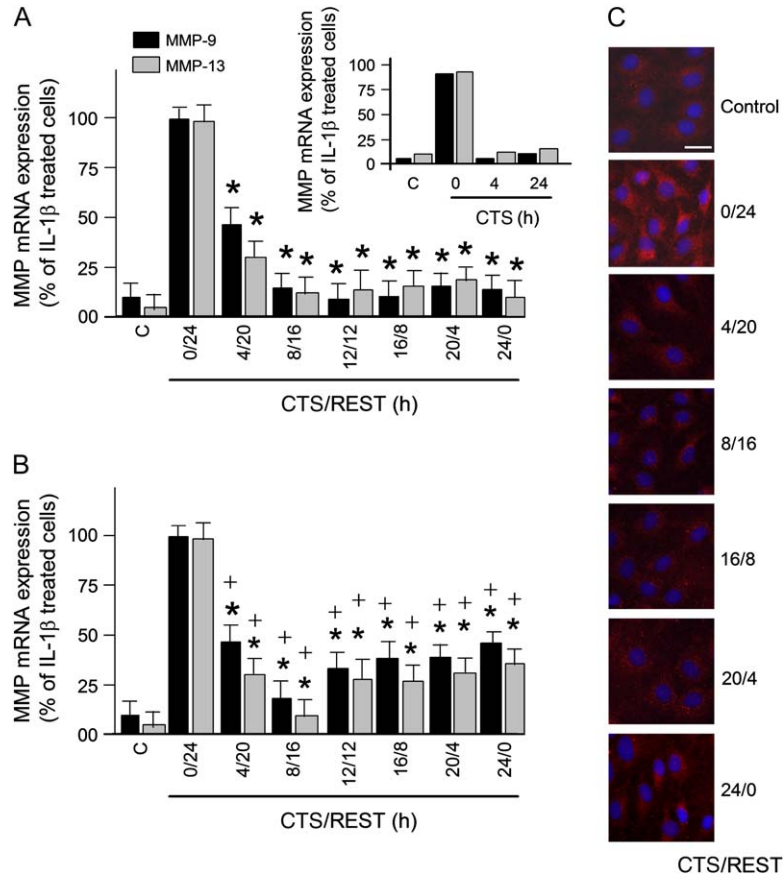 A
MMP-9
MMP-13
MMP mRNA expression
(% of IL-1β treated cells)
100
75
50
25
00
* * * * * * * * * * * * * *
C
0/24
4/20
8/16
12/12
16/8
20/4
24/0
CTS/REST (h)
MMP mRNA expression
(% of IL-1β treated cells)
100
75
50
25
0
C
0
4
24
CTS (h)
B
MMP mRNA expression
(% of IL-1β treated cells)
100
75
50
25
00
+ + + + + + + + + + + + + +
* * * * * * * * * * * * * *
C
0/24
4/20
8/16
12/12
16/8
20/4
24/0
CTS/REST (h)
C
Control
0/24
4/20
8/16
16/8
20/4
24/0
CTS/REST